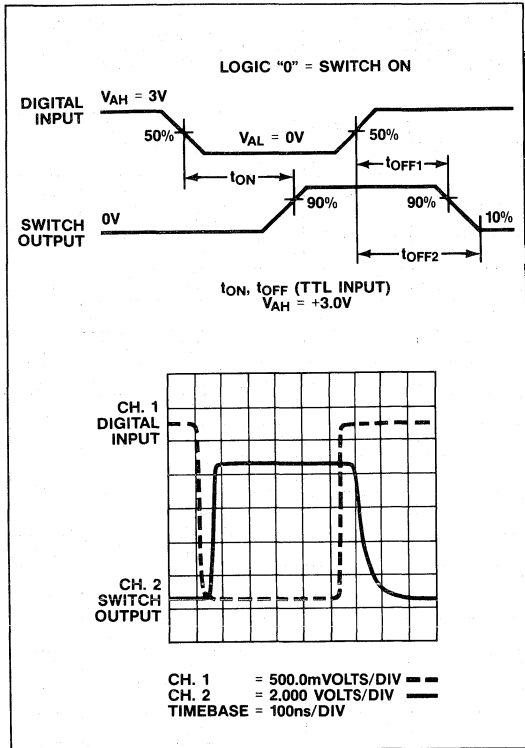 LOGIC "0" = SWITCH ON
DIGITAL
INPUT
VAH = 3V
50%
VAL = 0V
50%
tON
tOFF1
SWITCH
OUTPUT
0V
90%
90%
10%
tOFF2
tON, tOFF (TTL INPUT)
VAH = +3.0V
CH. 1
DIGITAL
INPUT
CH. 2
SWITCH
OUTPUT
CH. 1 = 500.0mVOLTS/DIV
CH. 2 = 2.000 VOLTS/DIV
TIMEBASE = 100ns/DIV